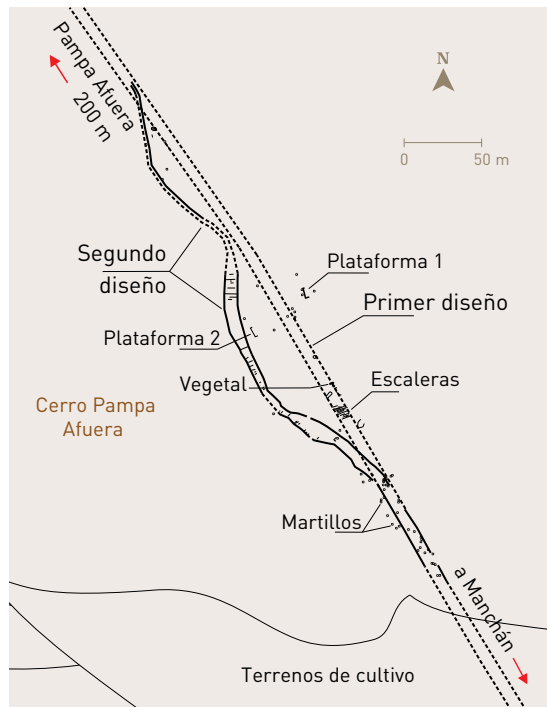 Pampa Afuera
200 m
N
0 50 m
Segundo
diseño
Plataforma 1
Primer diseño
Plataforma 2
Vegetal
Escaleras
Cerro Pampa
Afuera
Martillos
a Manchán
Terrenos de cultivo